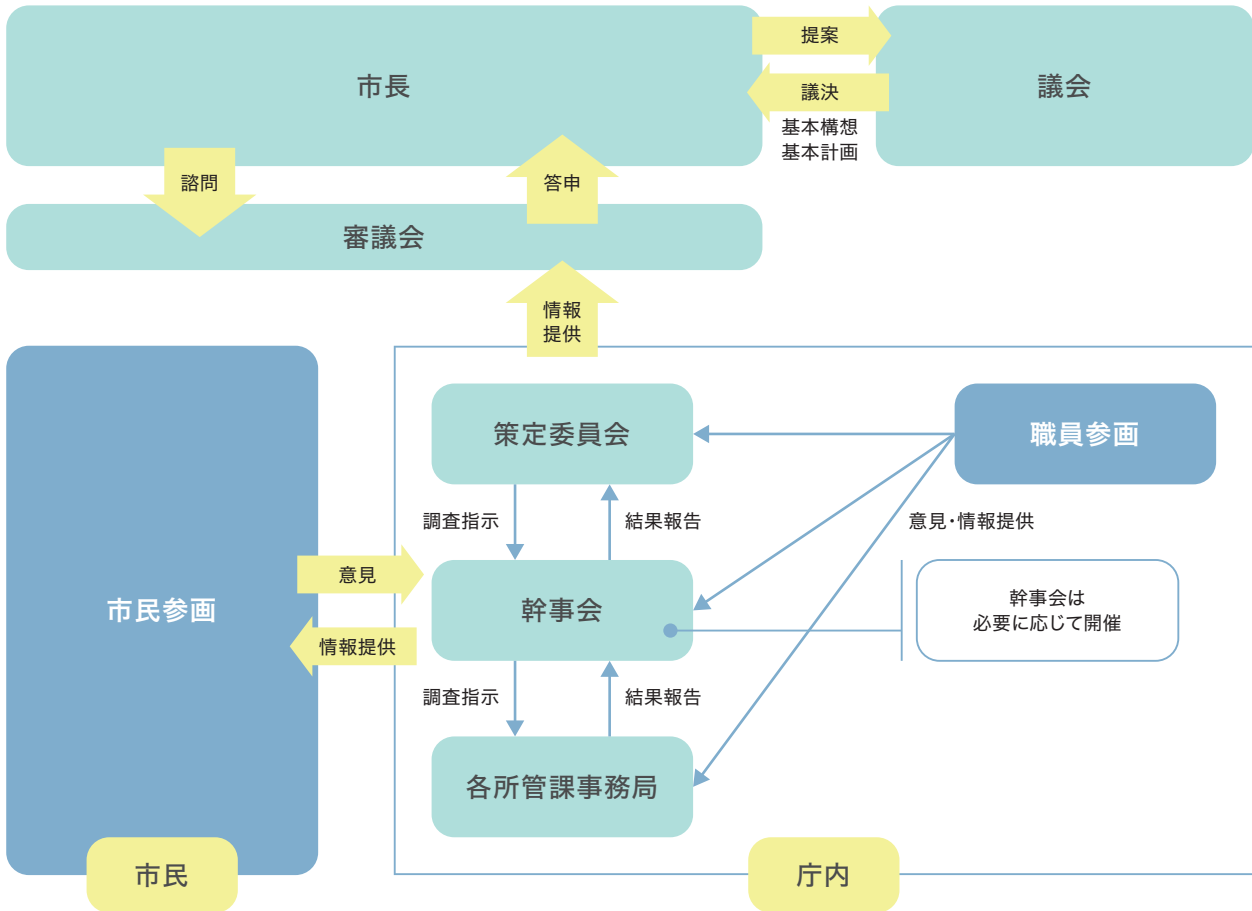 市長
提案
議決
基本構想
基本計画
議会
諮問
答申
審議会
情報
提供
策定委員会
職員参画
調査指示
結果報告
意見・情報提供
市民参画
意見
情報提供
幹事会
幹事会は
必要に応じて開催
調査指示
結果報告
各所管課事務局
市民
庁内